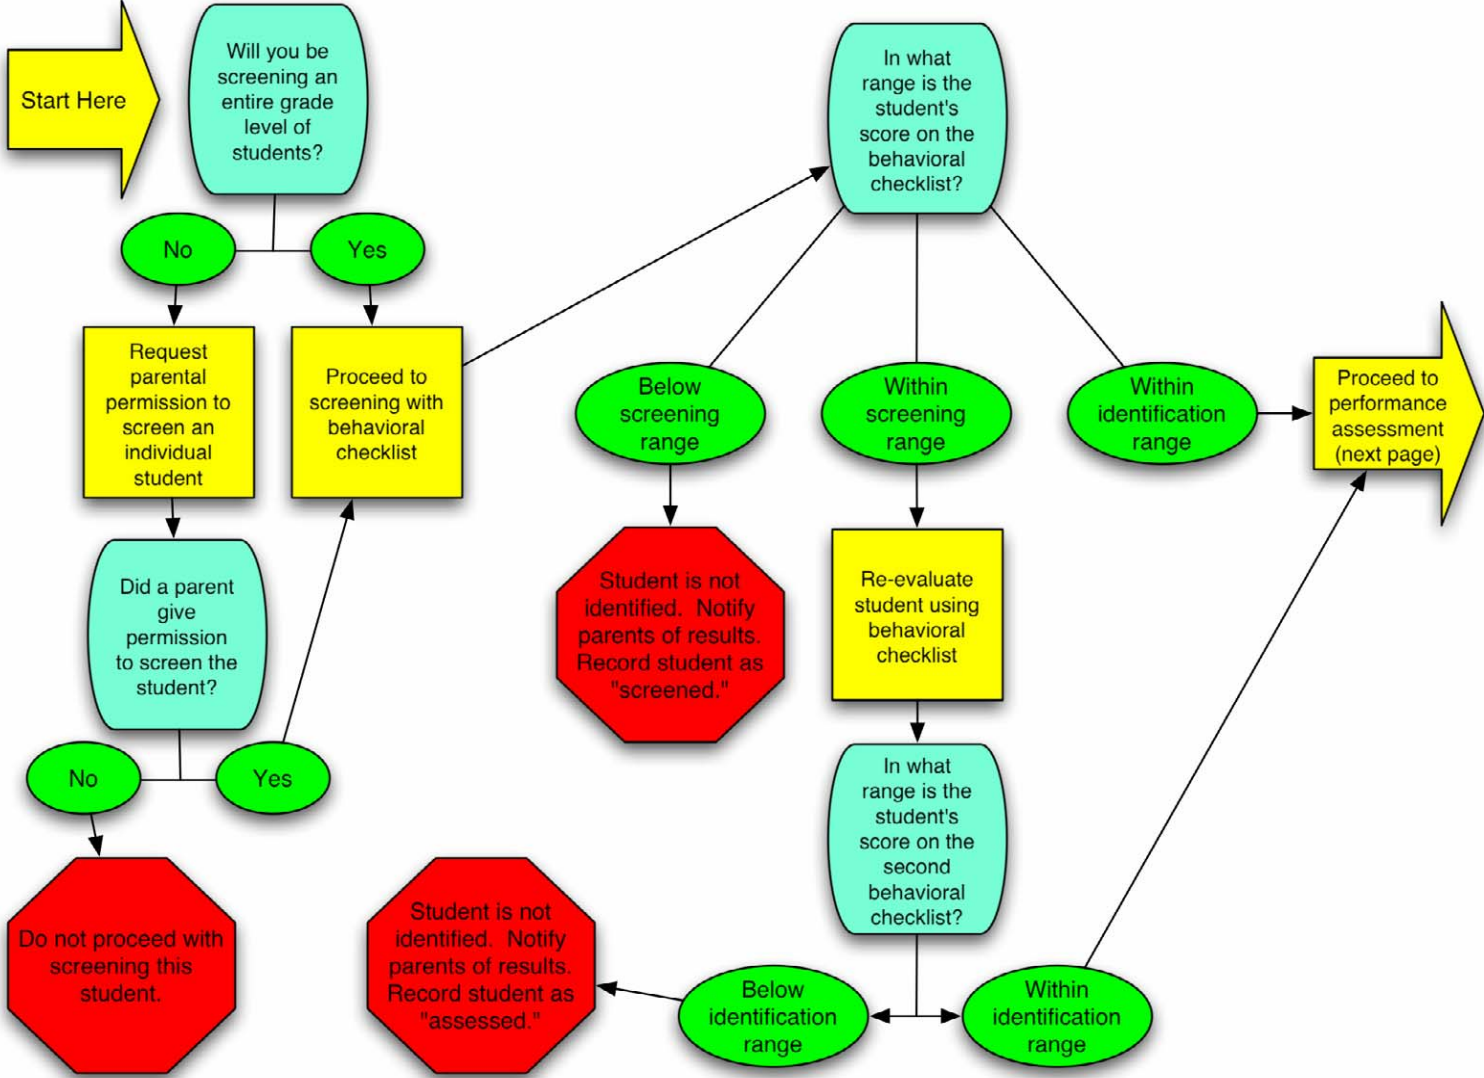 Start Here
Will you be
screening an
entire grade
level of
students?
No
Yes
Request
parental
permission to
screen an
individual
student
Proceed to
screening with
behavioral
checklist
Did a parent
give
permission
to screen the
student?
No
Yes
Do not proceed with
screening this
student.
In what
range is the
student's
score on the
behavioral
checklist?
Below
screening
range
Within
screening
range
Within
identification
range
Proceed to
performance
assessment
(next page)
Student is not
identified.  Notify
parents of results.
Record student as
"screened."
Re-evaluate
student using
behavioral
checklist
In what
range is the
student's
score on the
second
behavioral
checklist?
Below
identification
range
Within
identification
range
Student is not
identified.  Notify
parents of results.
Record student as
"assessed."